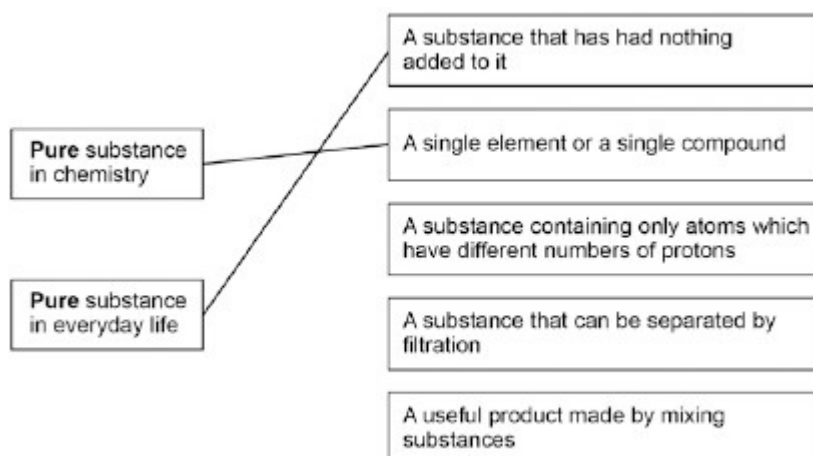 A substance that has had nothing
added to it
Pure substance
in chemistry
A single element or a single compound
A substance containing only atoms which
have different numbers of protons
Pure substance
in everyday life
A substance that can be separated by
filtration
A useful product made by mixing
substances